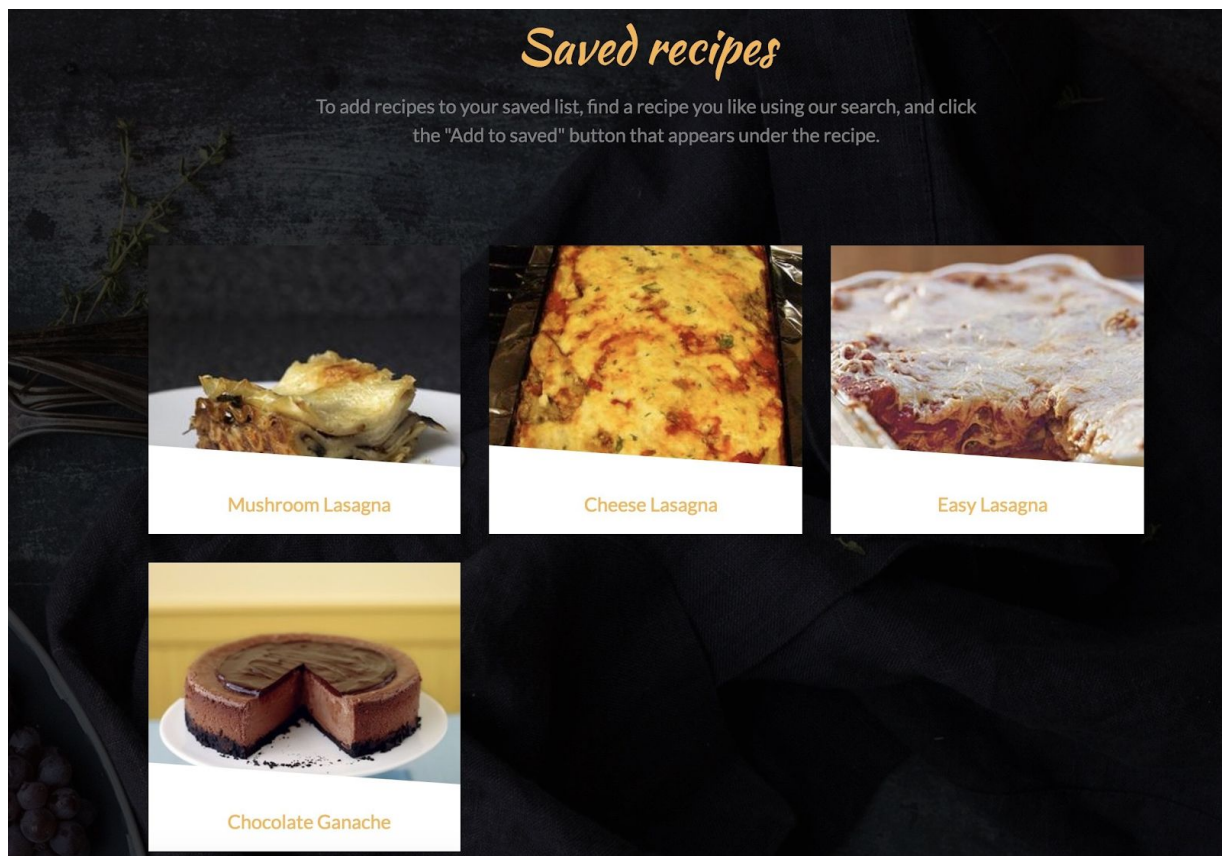 Saved recipes
To add recipes to your saved list, find a recipe you like using our search, and click
the "Add to saved" button that appears under the recipe.
Mushroom Lasagna
Cheese Lasagna
Easy Lasagna
Chocolate Ganache